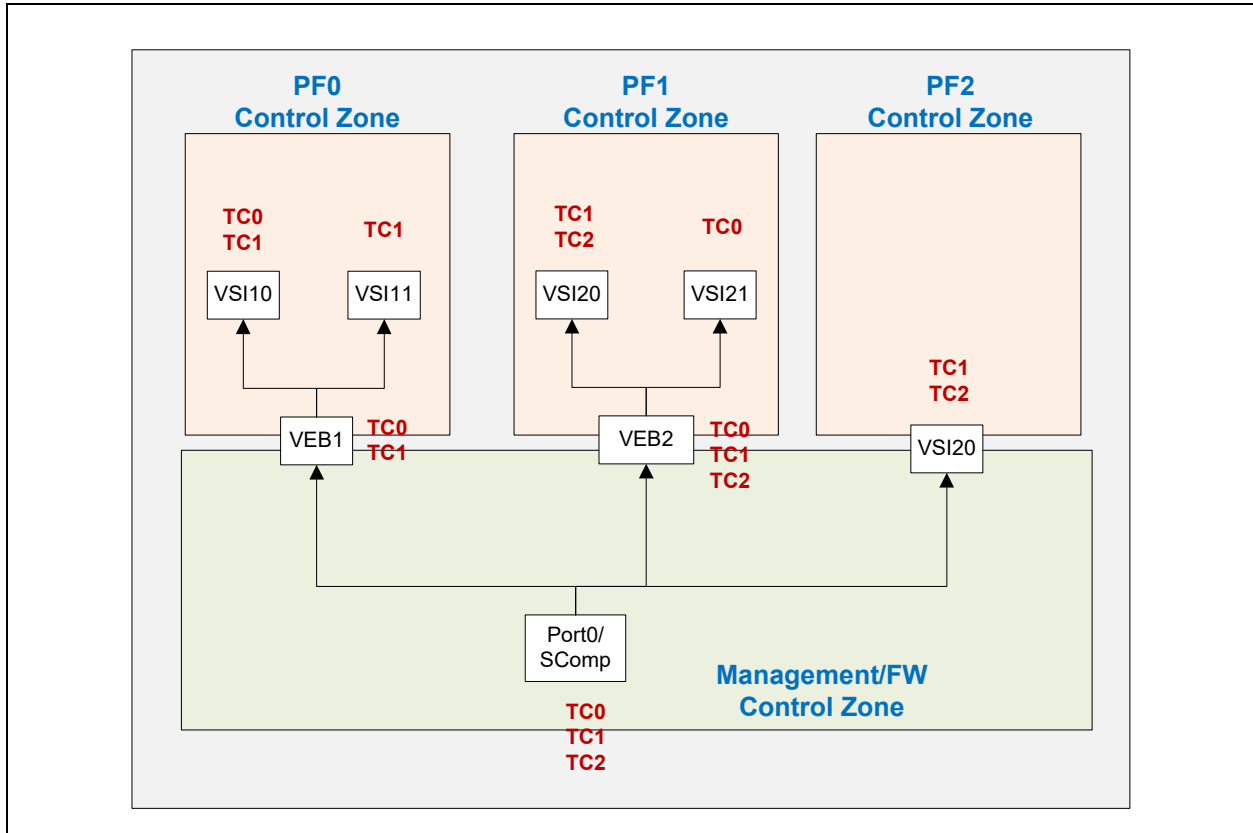 PF0
Control Zone
PF1
Control Zone
PF2
Control Zone
TC0
TC1
TC1
TC1
TC2
TC0
VSI10
VSI11
VSI20
VSI21
TC1
TC2
VEB1
TC0
TC1
VEB2
TC0
TC1
TC2
VSI20
Port0/
SComp
Management/FW
Control Zone
TC0
TC1
TC2